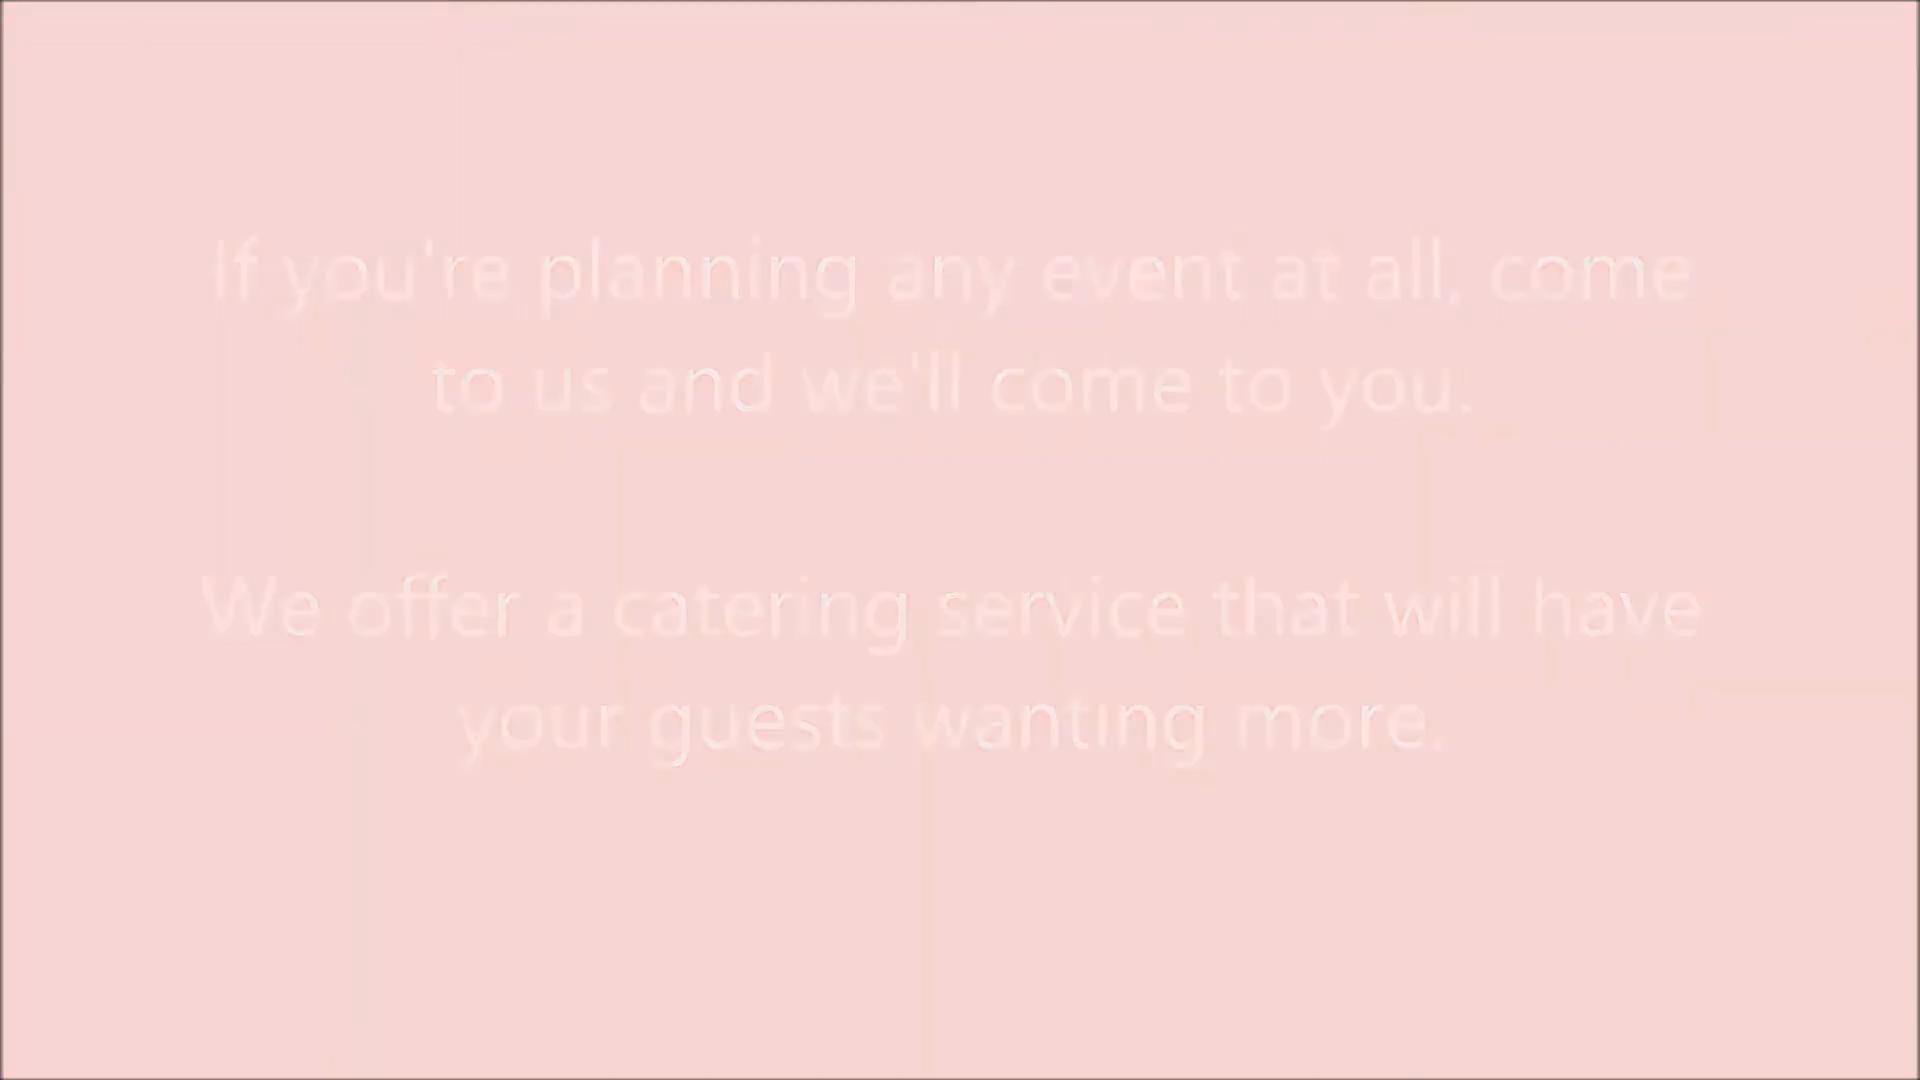 If you're planning any event at all, come
to us and we'll come to you.
We offer a catering service that will have
your guests wanting more.